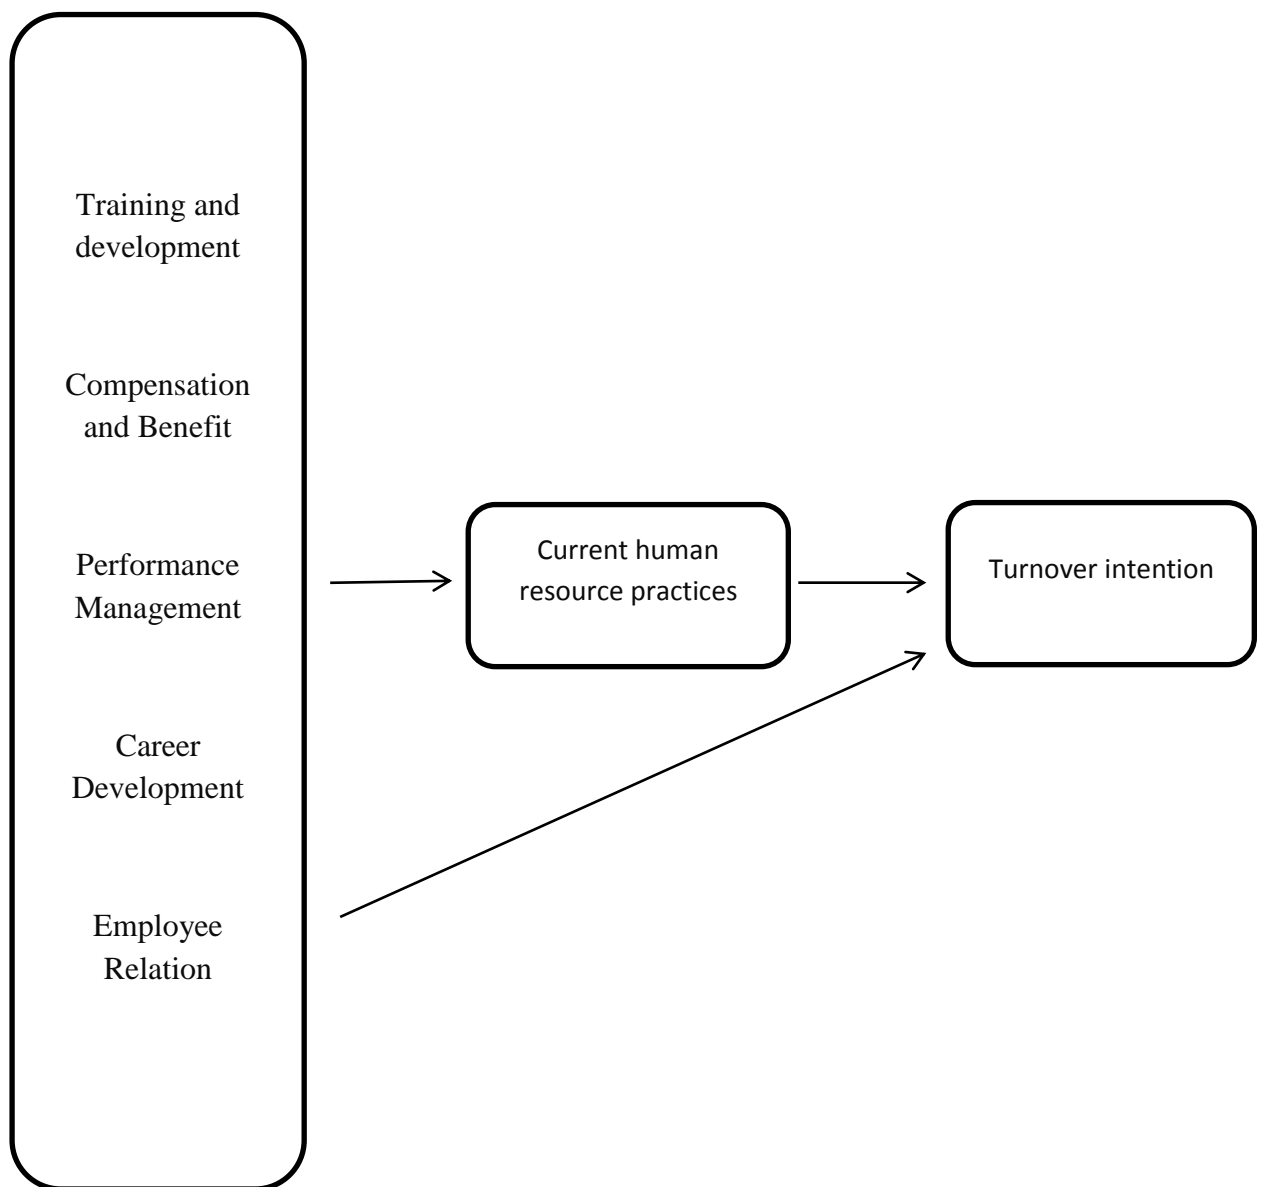 Training and
development
Compensation
and Benefit
Performance
Management
Career
Development
Employee
Relation
Current human
resource practices
Turnover intention